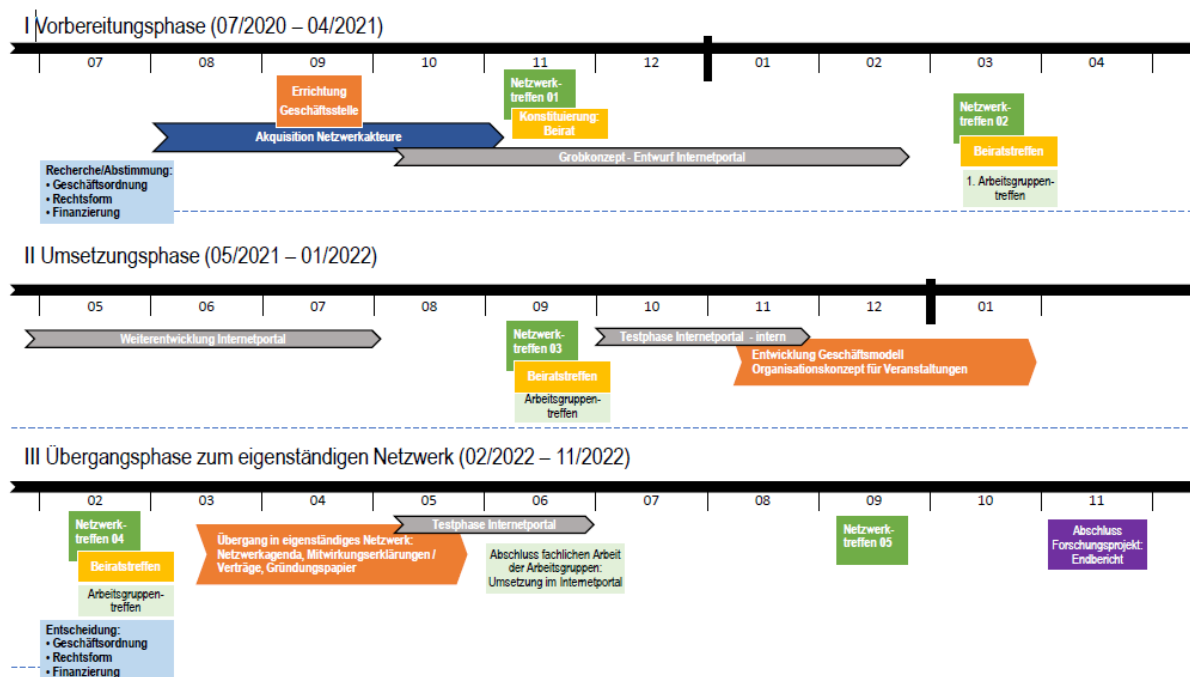 I Vorbereitungsphase (07/2020 – 04/2021)
07 08 09 10 11 12 01 02 03 04
Errichtung
Geschäftsstelle
Netzwerk-
treffen 01
Konstituierung:
Beirat
Netzwerk-
treffen 02
Beiratstreffen
1. Arbeitsgruppen-
treffen
Akquisition Netzwerkakteure
Grobkonzept - Entwurf Internetportal
Recherche/Abstimmung:
• Geschäftsordnung
• Rechtsform
• Finanzierung
II Umsetzungsphase (05/2021 – 01/2022)
05 06 07 08 09 10 11 12 01
Weiterentwicklung Internetportal
Netzwerk-
treffen 03
Beiratstreffen
Arbeitsgruppen-
treffen
Testphase Internetportal - intern
Entwicklung Geschäftsmodell
Organisationskonzept für Veranstaltungen
III Übergangsphase zum eigenständigen Netzwerk (02/2022 – 11/2022)
02 03 04 05 06 07 08 09 10 11
Netzwerk-
treffen 04
Beiratstreffen
Arbeitsgruppen-
treffen
Entscheidung:
• Geschäftsordnung
• Rechtsform
• Finanzierung
Übergang in eigenständiges Netzwerk:
Netzwerkagenda, Mitwirkungserklärungen /
Verträge, Gründungspapier
Testphase Internetportal
Abschluss fachlichen Arbeit
der Arbeitsgruppen:
Umsetzung im Internetportal
Netzwerk-
treffen 05
Abschluss
Forschungsprojekt:
Endbericht